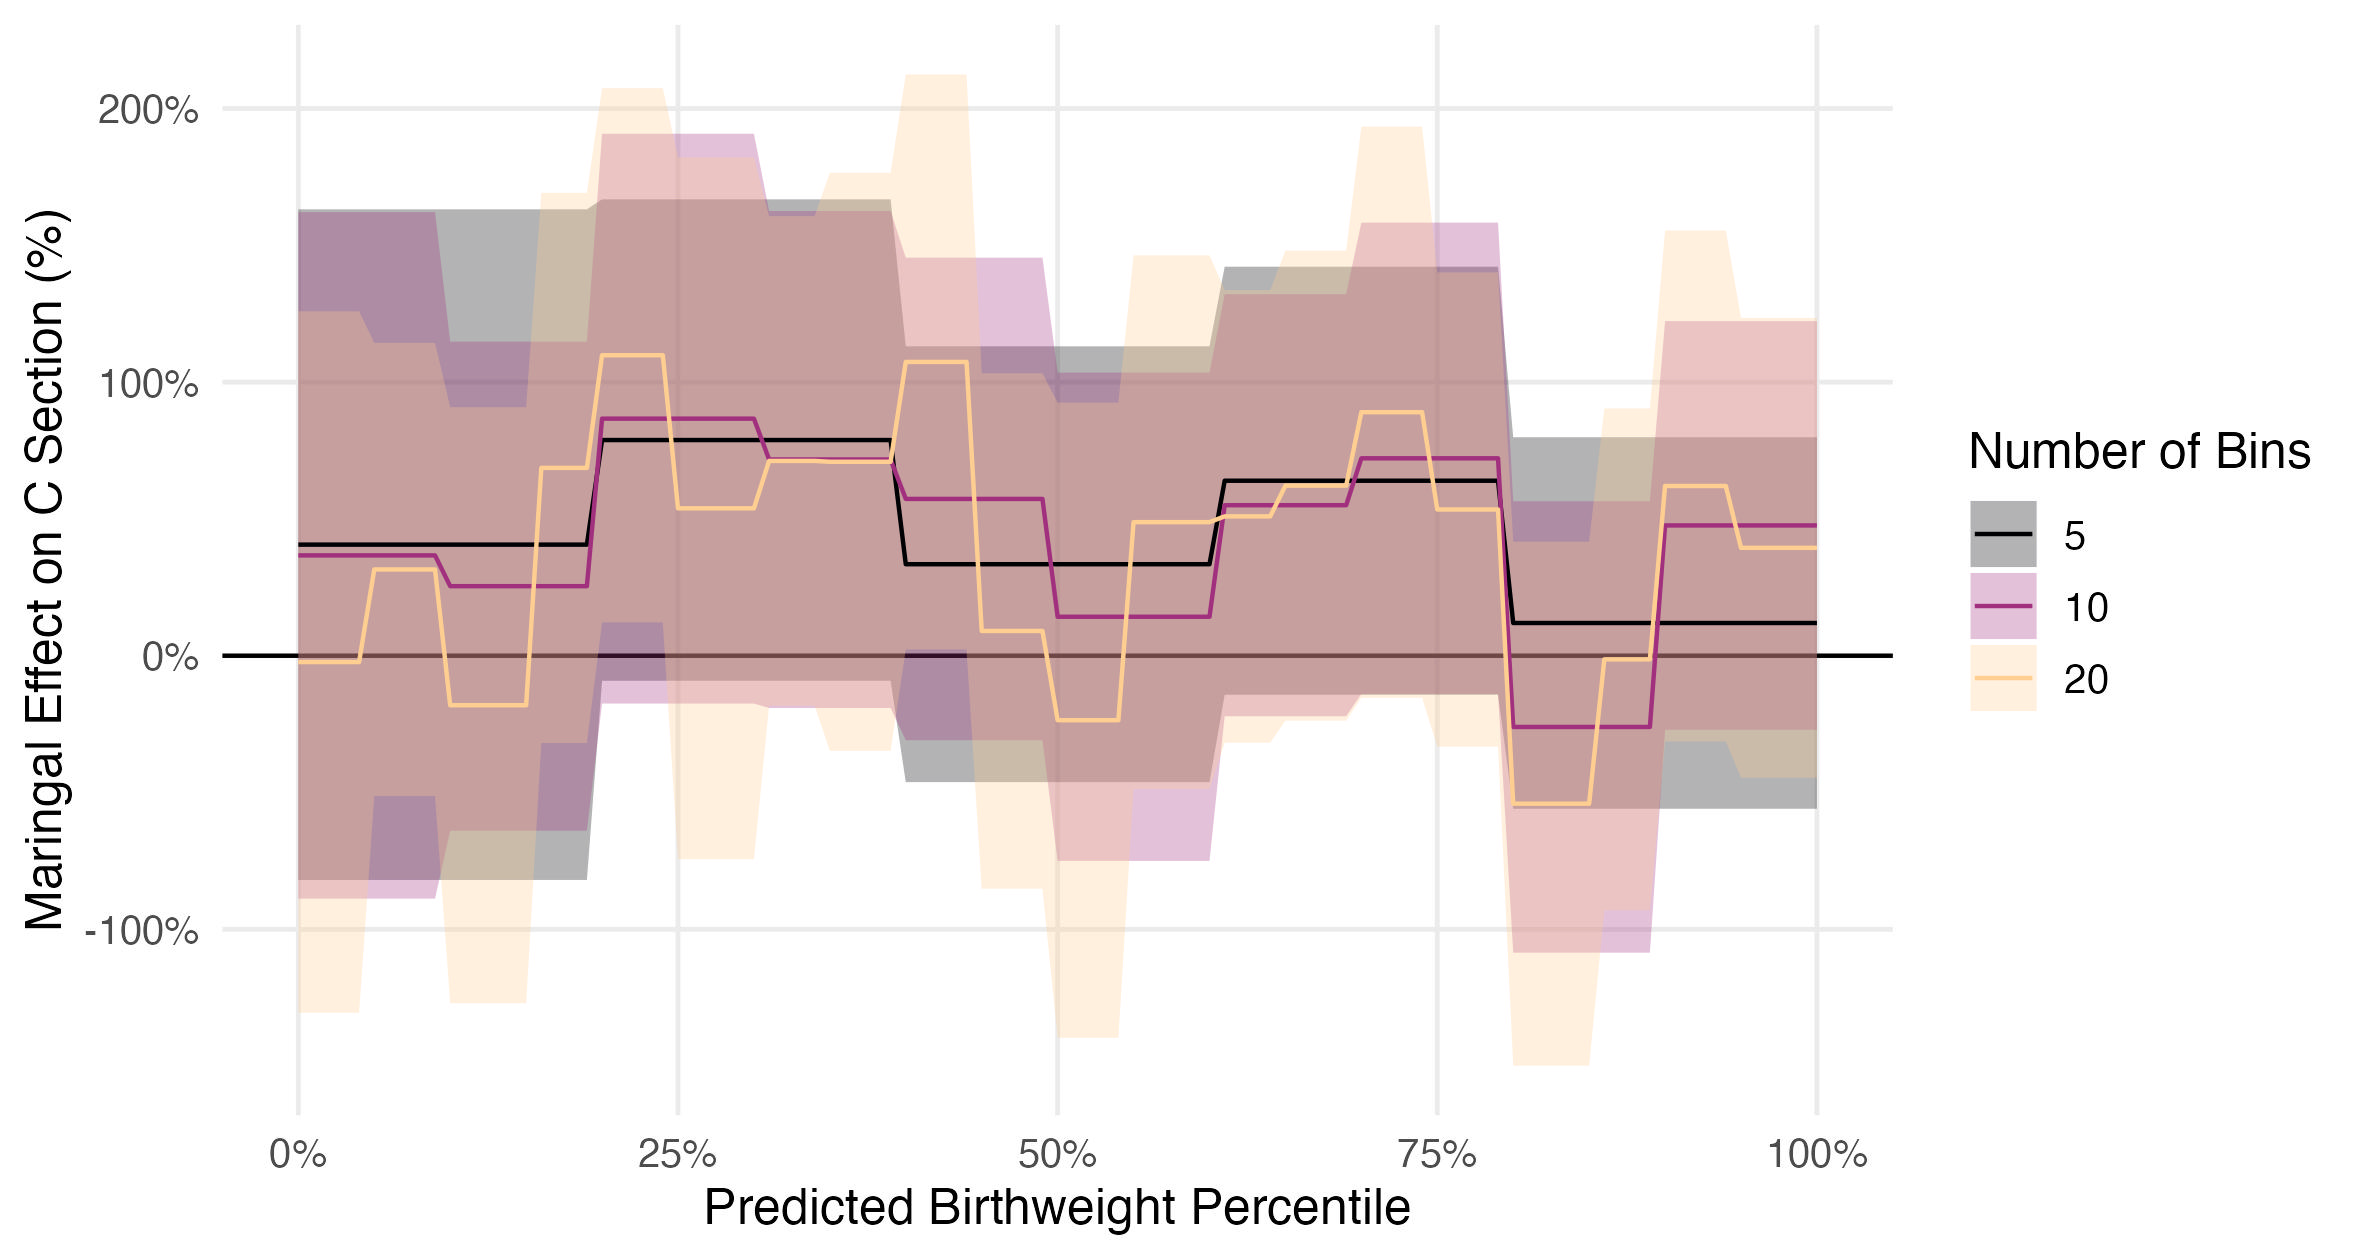 Maringal Effect on C Section (%)
200%
100%
0%
-100%
0% 25% 50% 75% 100%
Predicted Birthweight Percentile
Number of Bins
5
10
20